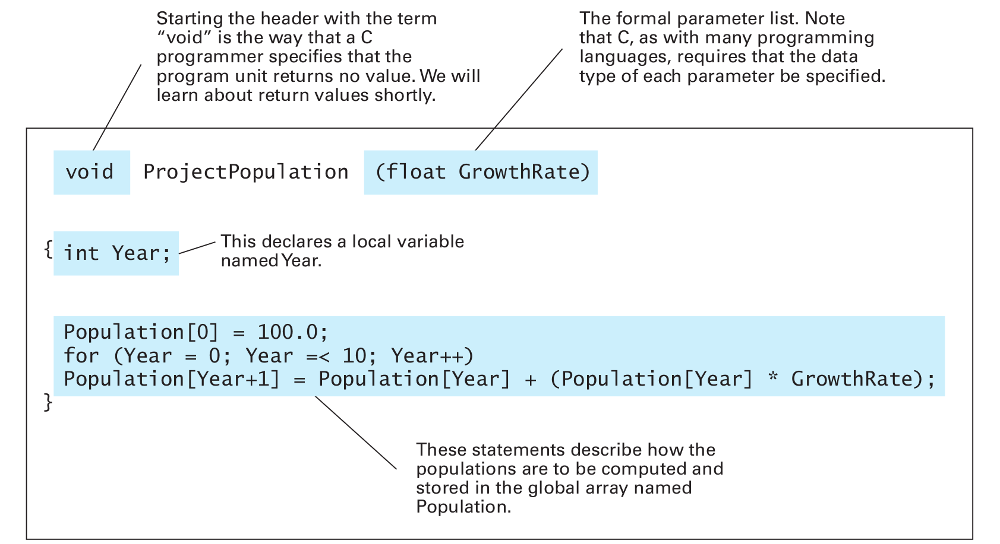 Starting the header with the term
“void” is the way that a C
programmer specifies that the
program unit returns no value. We will
learn about return values shortly.
The formal parameter list. Note
that C, as with many programming
languages, requires that the data
type of each parameter be specified.
void ProjectPopulation (float GrowthRate)
{ int Year;
This declares a local variable
named Year.
Population[0] = 100.0;
for (Year = 0; Year =< 10; Year++)
Population[Year+1] = Population[Year] + (Population[Year] * GrowthRate);
}
These statements describe how the
populations are to be computed and
stored in the global array named
Population.